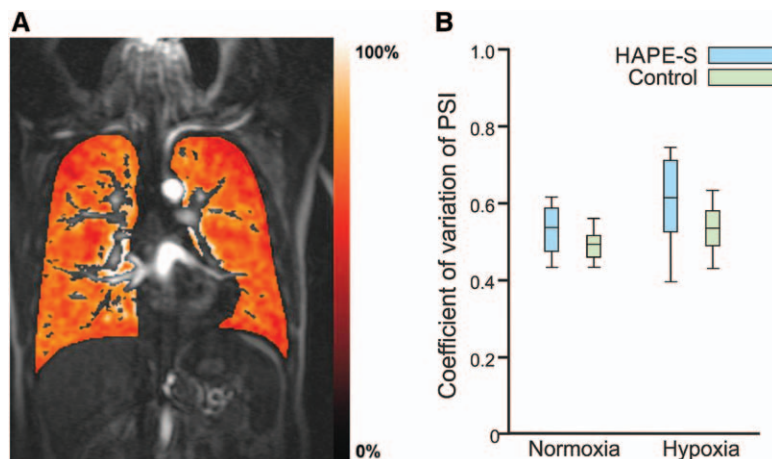 A
100%
0%
B
HAPE-S
Control
Coefficient of variation of PSI
1.0
0.8
0.6
0.4
0.2
0
Normoxia
Hypoxia